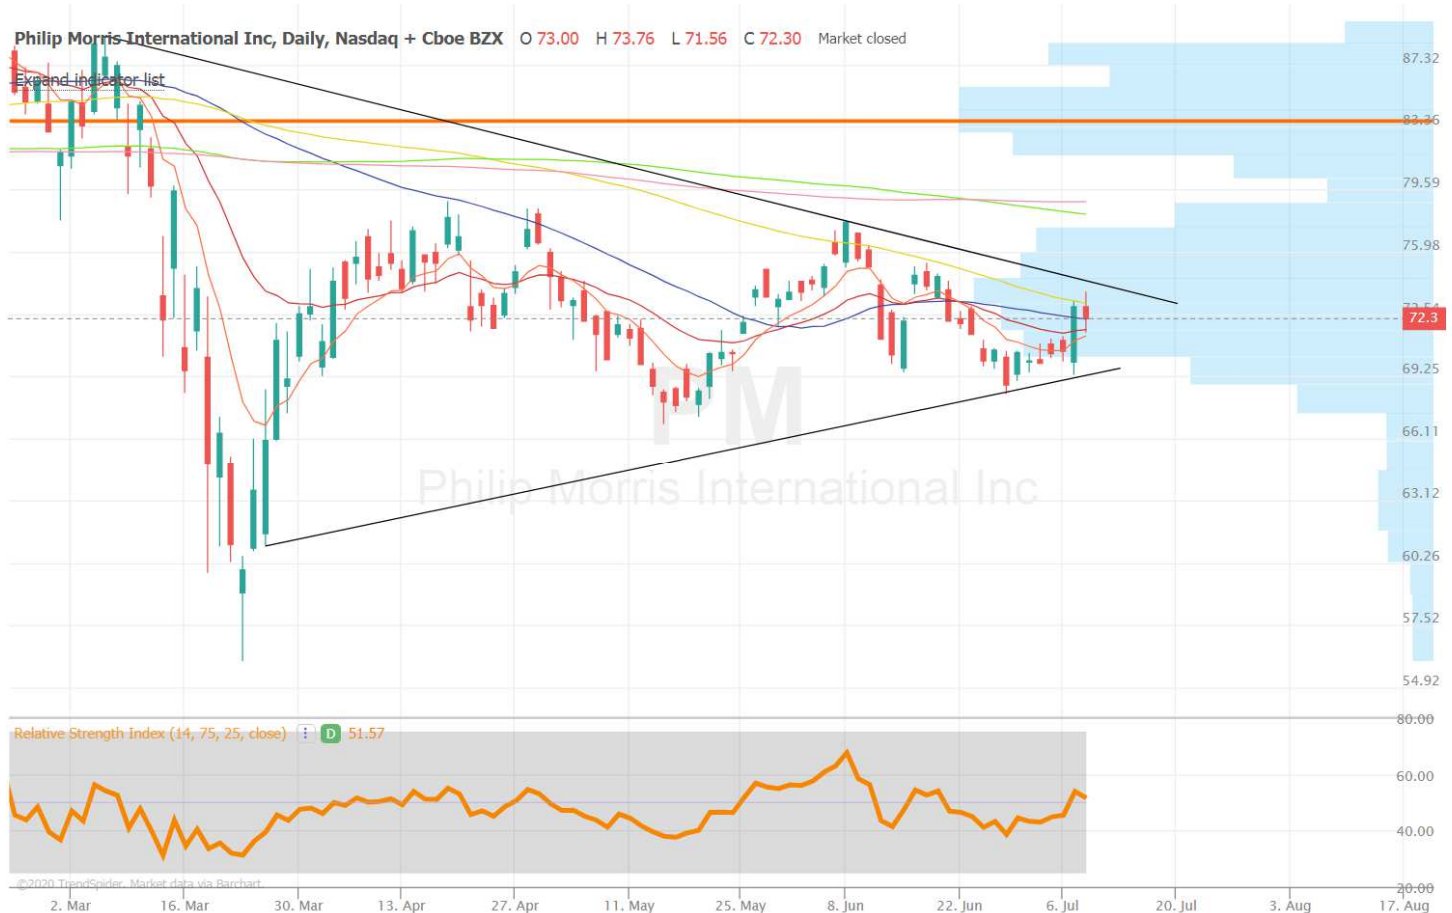 Philip Morris International Inc, Daily, Nasdaq + Cboe BZX O 73.00 H 73.76 L 71.56 C 72.30 Market closed
Expand indicator list
87.32
83.36
79.59
75.98
72.3
69.25
66.11
63.12
60.26
57.52
54.92
PM
Philip Morris International Inc
Relative Strength Index (14, 75, 25, close) D 51.57
80.00
60.00
40.00
20.00
©2020 TrendSpider. Market data via Barchart.
2. Mar 16. Mar 30. Mar 13. Apr 27. Apr 11. May 25. May 8. Jun 22. Jun 6. Jul 20. Jul 3. Aug 17. Aug